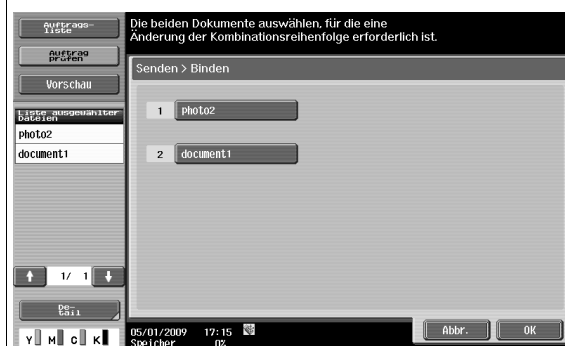 Auftrags-
liste
Auftrag
prüfen
Vorschau
Liste ausgewählter
Dateien
photo2
document1
1/ 1
De-
tail
Y M C K
Die beiden Dokumente auswählen, für die eine
Änderung der Kombinationsreihenfolge erforderlich ist.
Senden > Binden
1 photo2
2 document1
05/01/2009 17:15
Speicher 0%
Abbr. OK